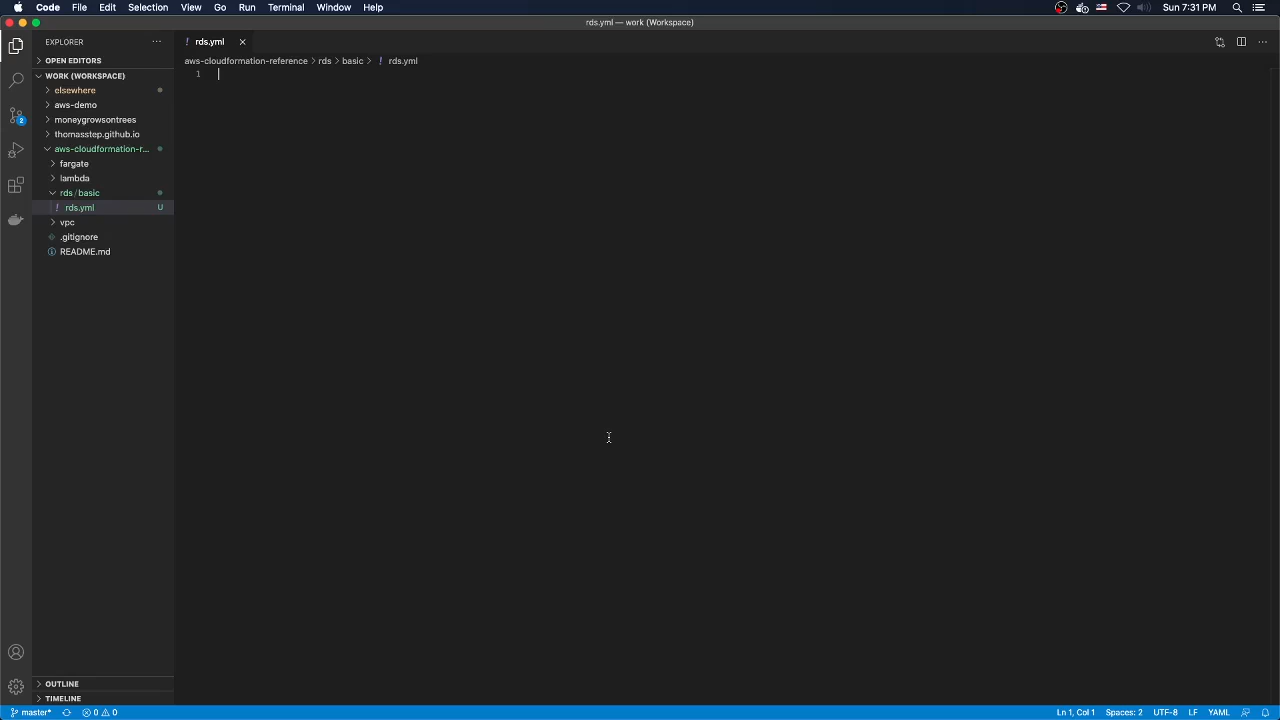 Code File Edit Selection View Go Run Terminal Window Help Sun 7:31 PM
rds.yml — work (Workspace)
EXPLORER
! rds.yml
OPEN EDITORS
aws-cloudformation-reference > rds > basic > ! rds.yml
WORK (WORKSPACE)
1
elsewhere
aws-demo
moneygrowsontrees
2
thomasstep.github.io
aws-cloudformation-r...
fargate
lambda
rds / basic
! rds.yml U
vpc
.gitignore
README.md
OUTLINE
TIMELINE
master* 0 0 Ln 1, Col 1 Spaces: 2 UTF-8 LF YAML